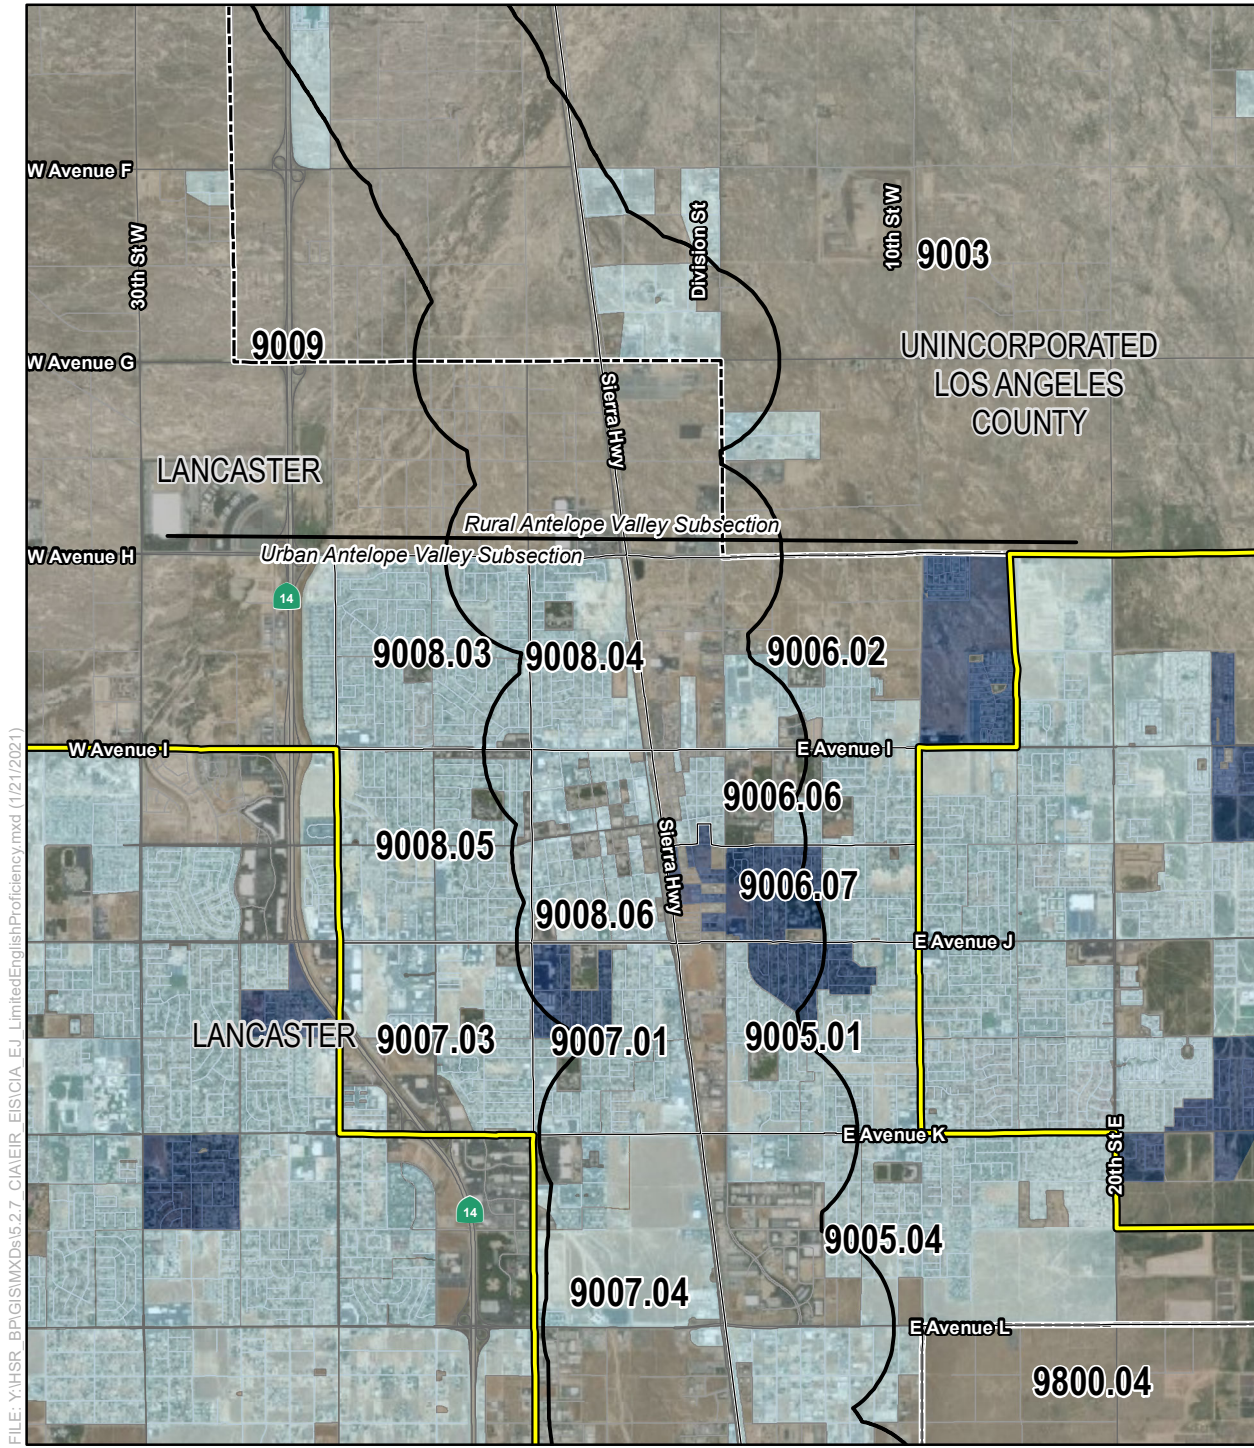 W Avenue F
30th St W
Division St
10th St W
9003
9009
W Avenue G
UNINCORPORATED
LOS ANGELES
COUNTY
Sierra Hwy
LANCASTER
Rural Antelope Valley Subsection
W Avenue H
Urban Antelope Valley Subsection
14
9008.03
9008.04
9006.02
W Avenue I
E Avenue I
9006.06
9008.05
Sierra Hwy
9006.07
9008.06
E Avenue J
LANCASTER
9007.03
9007.01
9005.01
E Avenue K
20th St E
14
9005.04
9007.04
E Avenue L
9800.04
FILE: Y:\HSR_BP\GIS\MXDs\5.2.7_CIA\EIR_EIS\CIA_EJ_LimitedEnglishProficiency.mxd (1/21/2021)